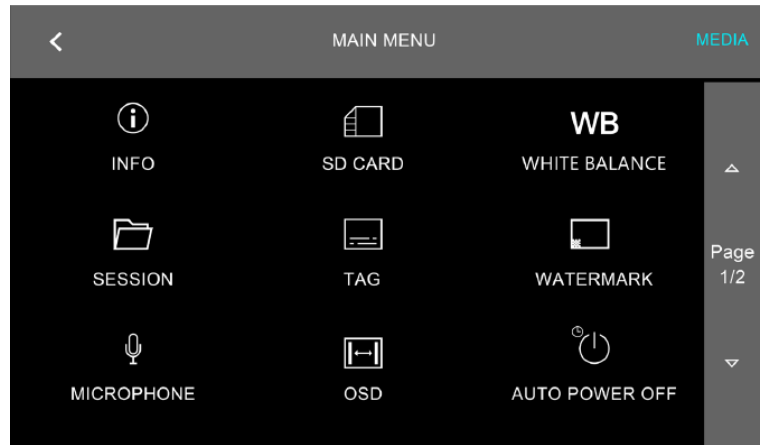 MAIN MENU
MEDIA
INFO
SD CARD
WB
WHITE BALANCE
SESSION
TAG
WATERMARK
Page
1/2
MICROPHONE
OSD
AUTO POWER OFF